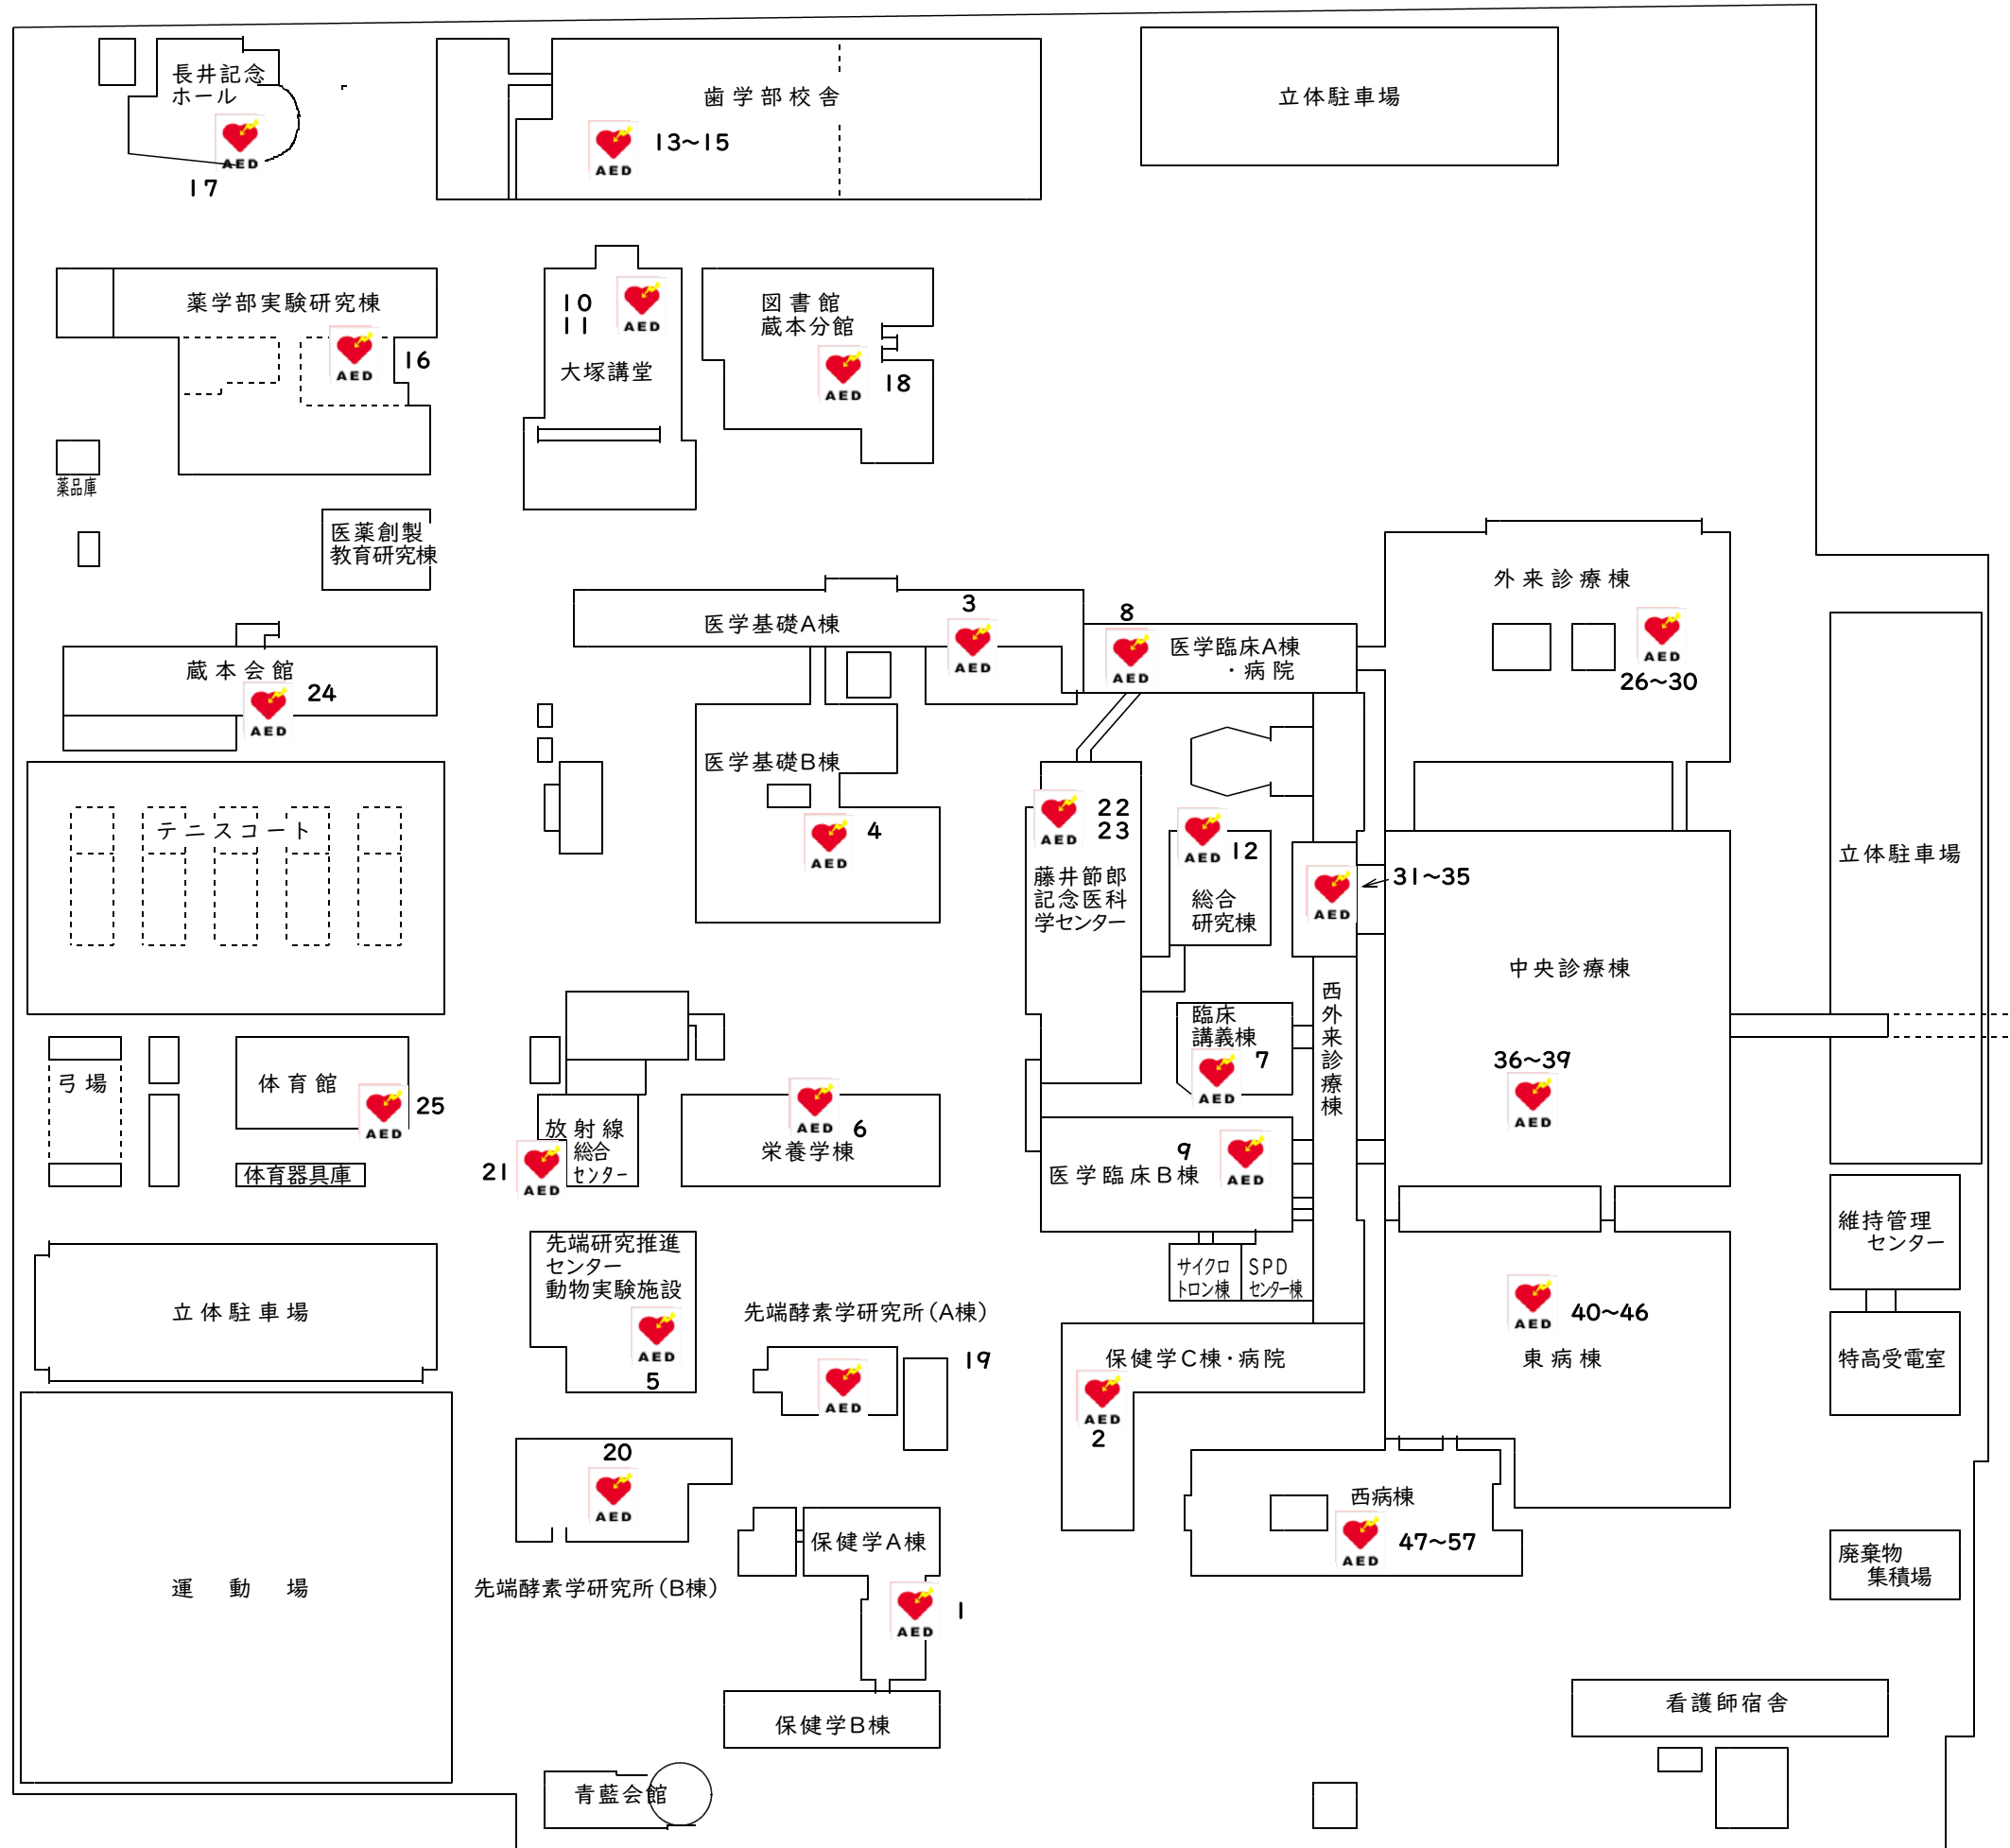 長井記念
ホール
AED
17
歯学部校舎
AED
13～15
立体駐車場
薬学部実験研究棟
AED
16
10
11
AED
大塚講堂
図書館
蔵本分館
AED
18
薬品庫
医薬創製
教育研究棟
蔵本会館
AED
24
医学基礎A棟
3
AED
8
AED
医学臨床A棟
・病院
外来診療棟
AED
26～30
テニスコート
医学基礎B棟
AED
4
AED
22
23
藤井節郎
記念医科
学センター
AED
12
総合
研究棟
AED
31～35
立体駐車場
中央診療棟
36～39
AED
西外来診療棟
臨床
講義棟
7
AED
弓場
体育館
AED
25
体育器具庫
放射線
総合
センター
21
AED
AED
6
栄養学棟
9
AED
医学臨床B棟
サイクロ
トロン棟
SPD
センター棟
維持管理
センター
立体駐車場
先端研究推進
センター
動物実験施設
AED
5
先端酵素学研究所（A棟）
AED
19
保健学C棟・病院
AED
2
AED
40～46
東病棟
特高受電室
20
AED
先端酵素学研究所（B棟）
西病棟
AED
47～57
保健学A棟
AED
1
廃棄物
集積場
運動場
保健学B棟
看護師宿舎
青藍会館